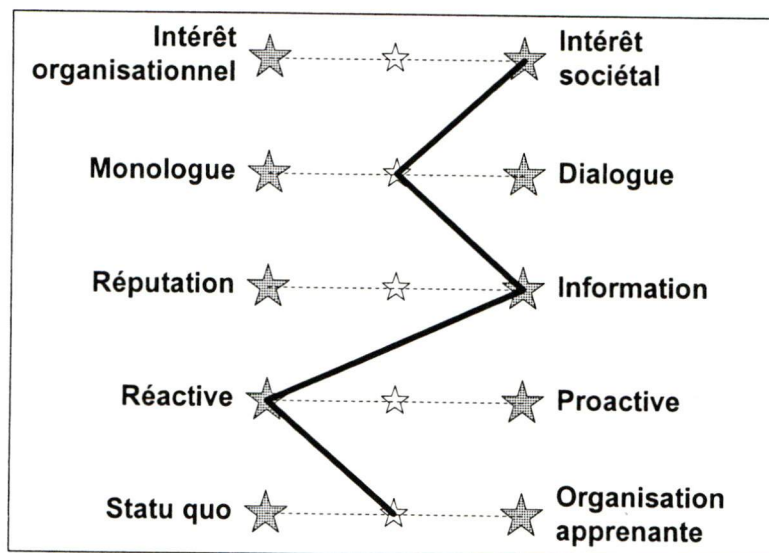 Intérêt
organisationnel
Intérêt
sociétal
Monologue
Dialogue
Réputation
Information
Réactive
Proactive
Statu quo
Organisation
apprenante